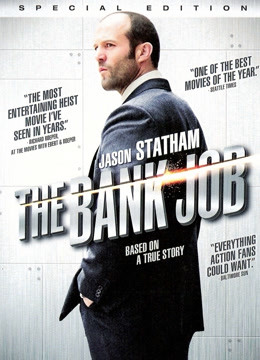 SPECIAL EDITION
"THE MOST
ENTERTAINING HEIST
MOVIE I'VE
SEEN IN YEARS."
RICHARD ROEPER,
AT THE MOVIES WITH EBERT & ROEPER
"ONE OF THE BEST
MOVIES OF THE YEAR."
-SEATTLE TIMES
JASON STATHAM
THE BANK JOB
BASED ON
A TRUE STORY
"EVERYTHING
ACTION FANS
COULD WANT."
BALTIMORE SUN